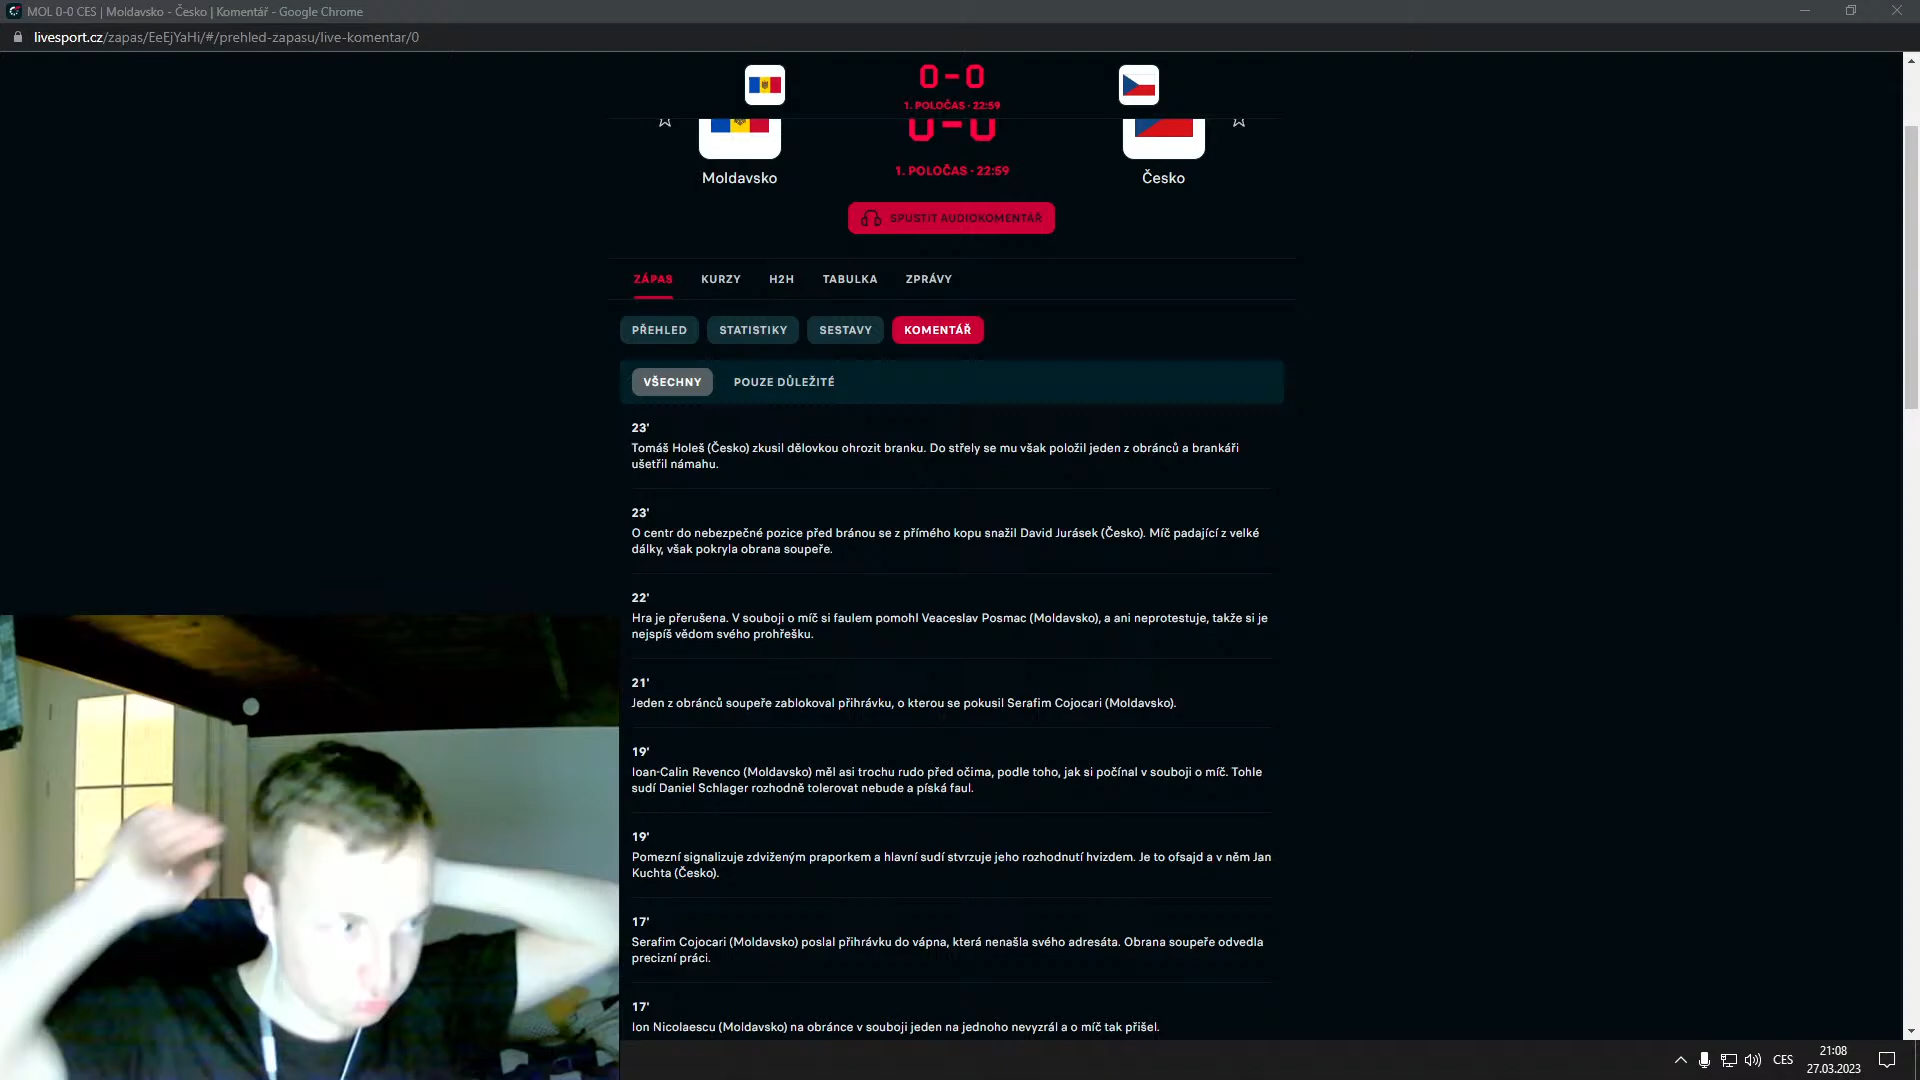 MOL 0-0 CES | Moldavsko - Česko | Komentář - Google Chrome
livesport.cz/zapas/EeEjYaHi/#/prehled-zapasu/live-komentar/0
0-0
1. POLOČAS - 22:59
0-0
1. POLOČAS - 22:59
Moldavsko
Česko
SPUSTIT AUDIOKOMENTÁŘ
ZÁPAS KURZY H2H TABULKA ZPRÁVY
PŘEHLED STATISTIKY SESTAVY KOMENTÁŘ
VŠECHNY POUZE DŮLEŽITÉ
23'
Tomáš Holeš (Česko) zkusil dělovkou ohrozit branku. Do střely se mu však položil jeden z obránců a brankáři
ušetřil námahu.
23'
O centr do nebezpečné pozice před bránou se z přímého kopu snažil David Jurásek (Česko). Míč padající z velké
dálky, však pokryla obrana soupeře.
22'
Hra je přerušena. V souboji o míč si faulem pomohl Veaceslav Posmac (Moldavsko), a ani neprotestuje, takže si je
nejspíš vědom svého prohřešku.
21'
Jeden z obránců soupeře zablokoval přihrávku, o kterou se pokusil Serafim Cojocari (Moldavsko).
19'
Ioan-Calin Revenco (Moldavsko) měl asi trochu rudo před očima, podle toho, jak si počínal v souboji o míč. Tohle
sudí Daniel Schlager rozhodně tolerovat nebude a píská faul.
19'
Pomezní signalizuje zdviženým praporkem a hlavní sudí stvrzuje jeho rozhodnutí hvizdem. Je to ofsajd a v něm Jan
Kuchta (Česko).
17'
Serafim Cojocari (Moldavsko) poslal přihrávku do vápna, která nenašla svého adresáta. Obrana soupeře odvedla
precizní práci.
17'
Ion Nicolaescu (Moldavsko) na obránce v souboji jeden na jednoho nevyzrál a o míč tak přišel.
CES
21:08
27.03.2023